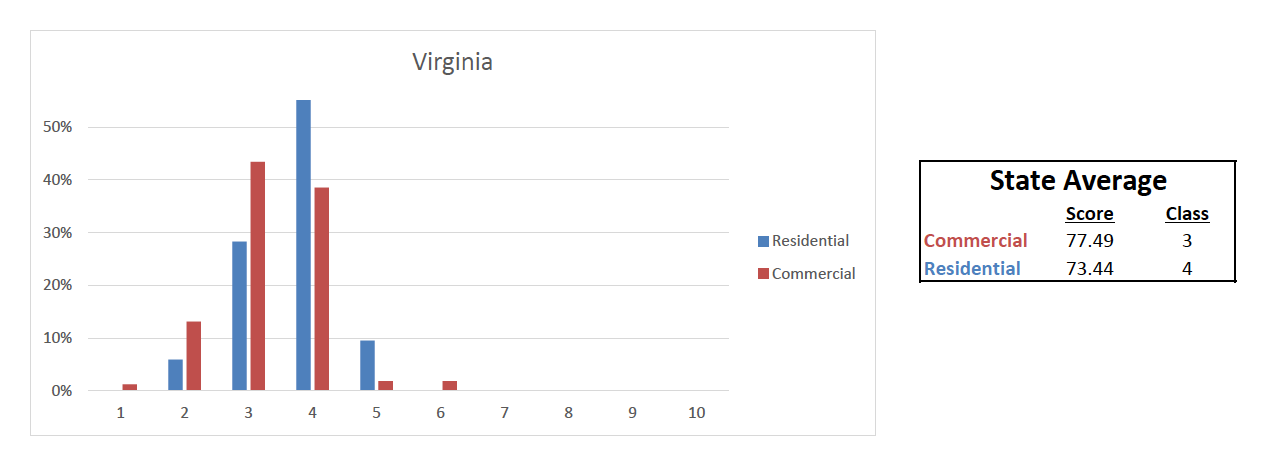 Virginia
50%
40%
30%
20%
10%
0%
1 2 3 4 5 6 7 8 9 10
Residential
Commercial
State Average
Score Class
Commercial 77.49 3
Residential 73.44 4